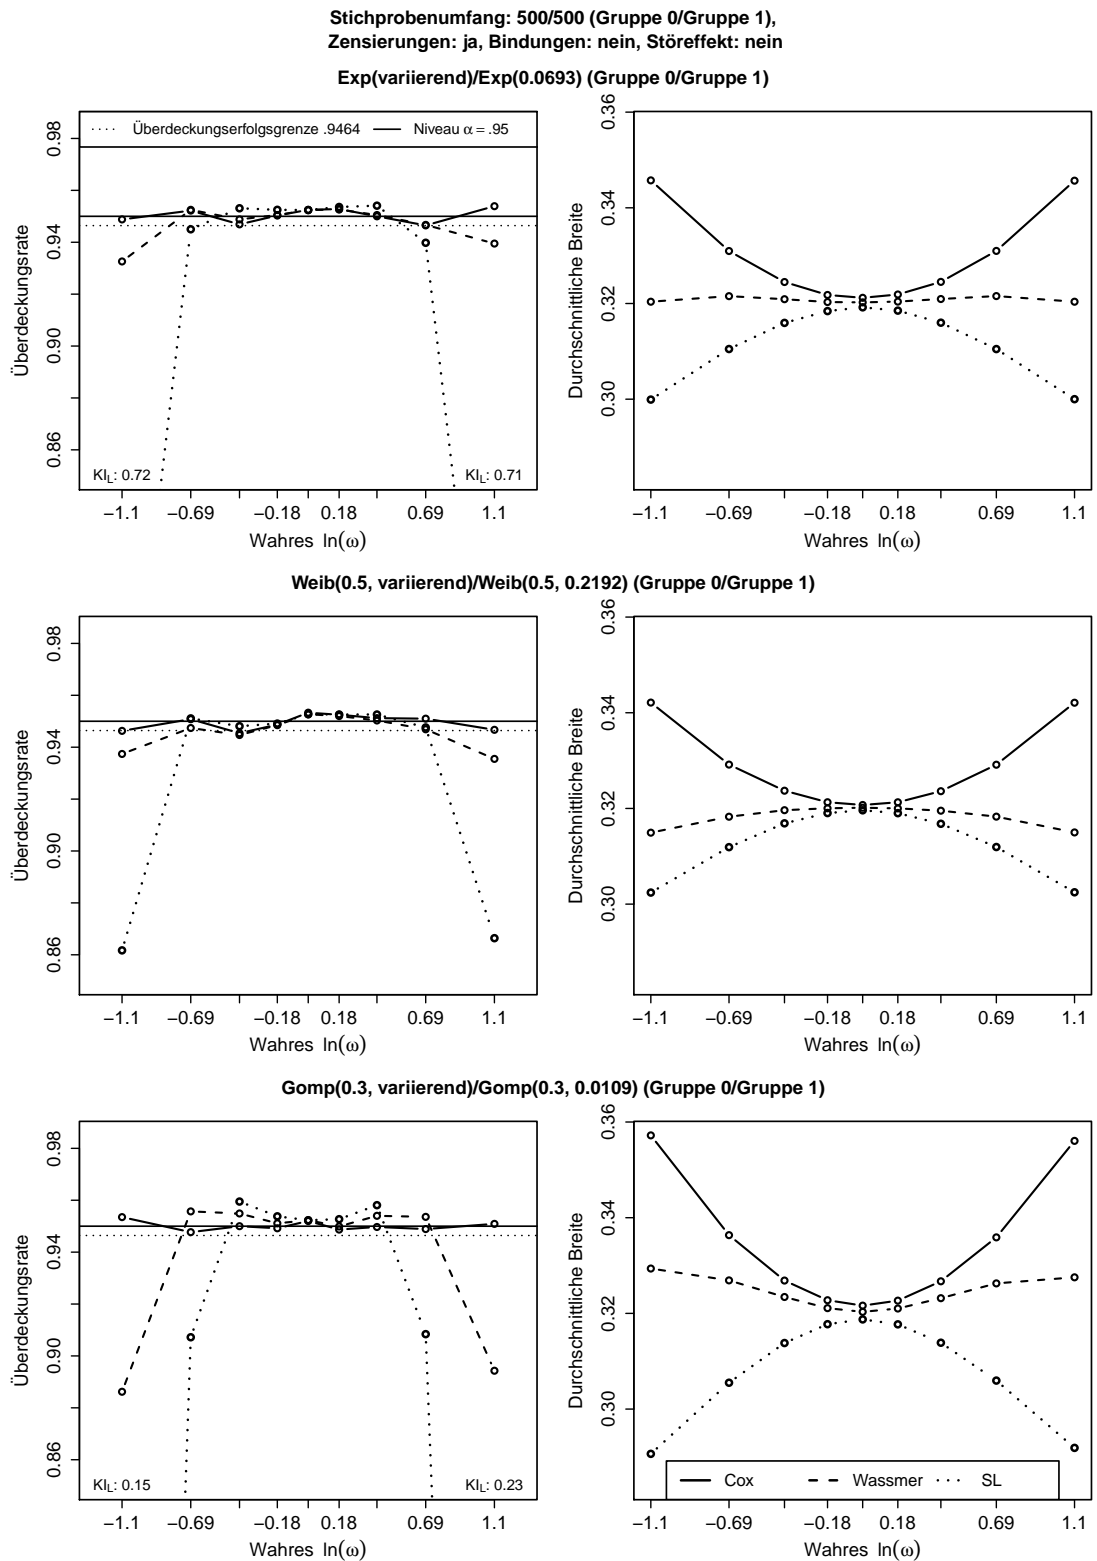 Stichprobenumfang: 500/500 (Gruppe 0/Gruppe 1),
Zensierungen: ja, Bindungen: nein, Störeffekt: nein
Exp(variierend)/Exp(0.0693) (Gruppe 0/Gruppe 1)
Überdeckungserfolgsgrenze .9464 Niveau α = .95
Überdeckungsrate
0.98
0.94
0.90
0.86
KI_L: 0.72
KI_L: 0.71
−1.1 −0.69 −0.18 0.18 0.69 1.1
Wahres ln(ω)
Durchschnittliche Breite
0.36
0.34
0.32
0.30
−1.1 −0.69 −0.18 0.18 0.69 1.1
Wahres ln(ω)
Weib(0.5, variierend)/Weib(0.5, 0.2192) (Gruppe 0/Gruppe 1)
Überdeckungsrate
0.98
0.94
0.90
0.86
−1.1 −0.69 −0.18 0.18 0.69 1.1
Wahres ln(ω)
Durchschnittliche Breite
0.36
0.34
0.32
0.30
−1.1 −0.69 −0.18 0.18 0.69 1.1
Wahres ln(ω)
Gomp(0.3, variierend)/Gomp(0.3, 0.0109) (Gruppe 0/Gruppe 1)
Überdeckungsrate
0.98
0.94
0.90
0.86
KI_L: 0.15
KI_L: 0.23
−1.1 −0.69 −0.18 0.18 0.69 1.1
Wahres ln(ω)
Durchschnittliche Breite
0.36
0.34
0.32
0.30
Cox Wassmer SL
−1.1 −0.69 −0.18 0.18 0.69 1.1
Wahres ln(ω)